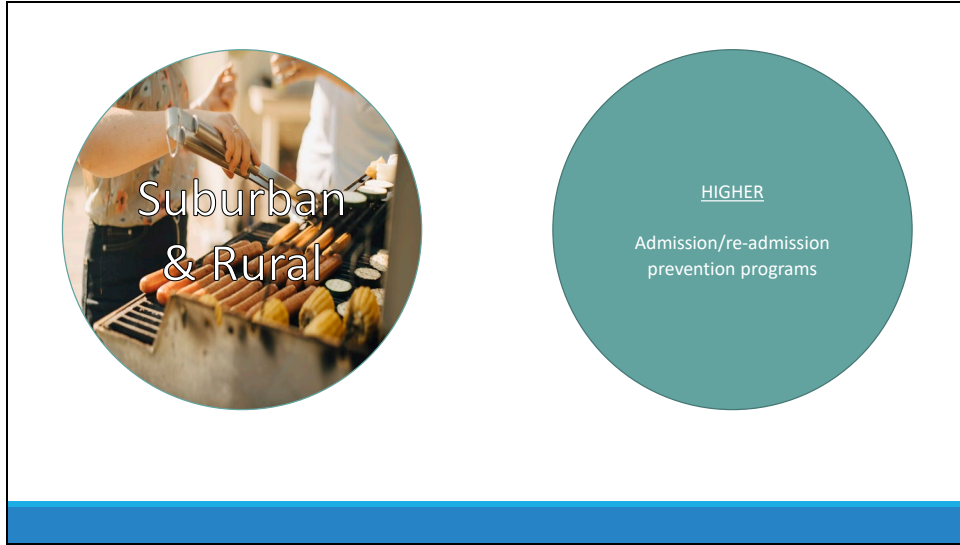 Suburban
& Rural
HIGHER
Admission/re-admission
prevention programs